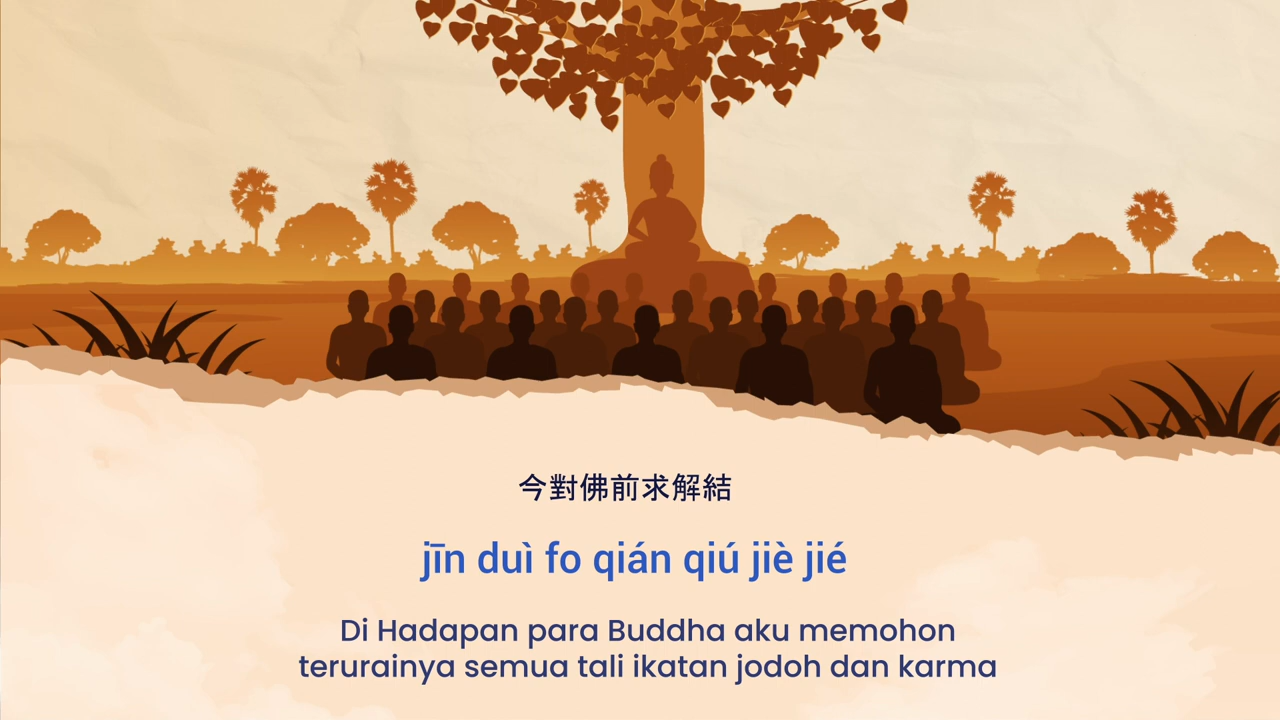 今對佛前求解結
jīn duì fo qián qiú jiè jié
Di Hadapan para Buddha aku memohon
terurainya semua tali ikatan jodoh dan karma